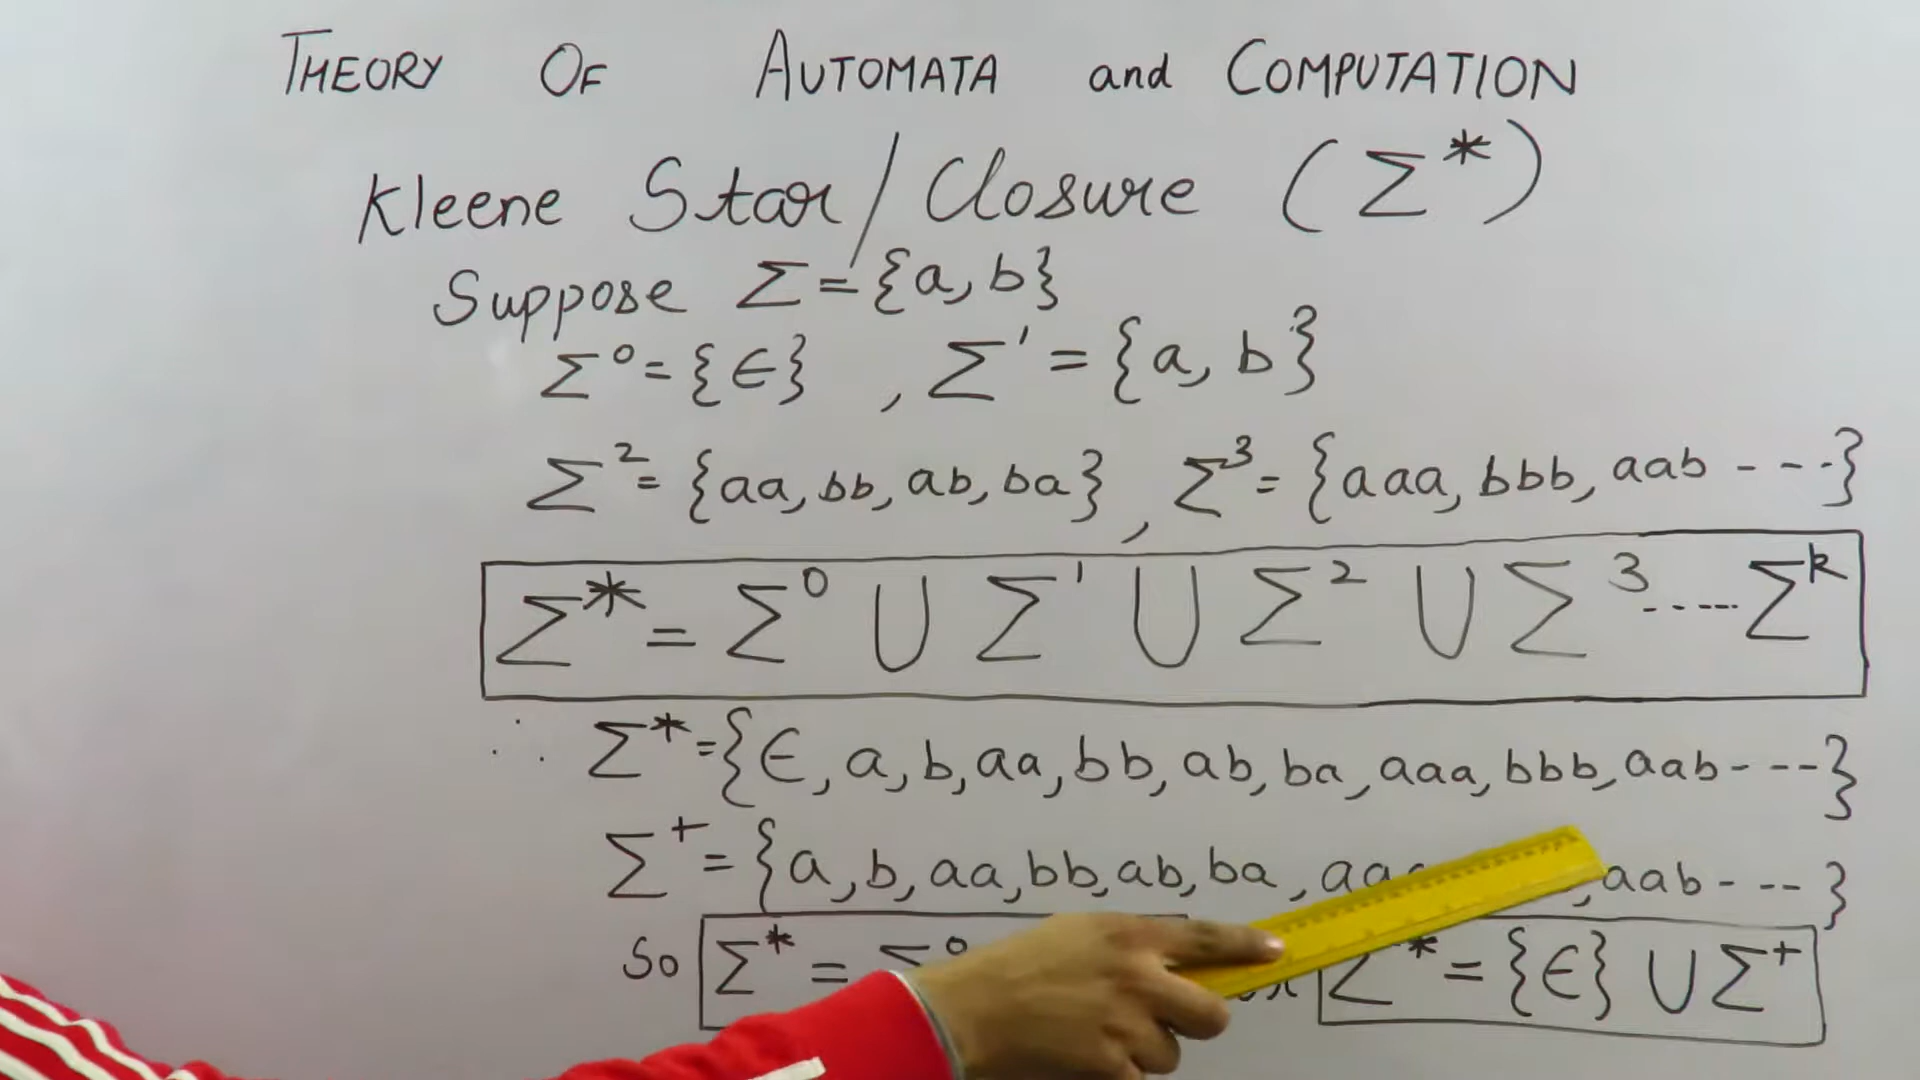 THEORY OF AUTOMATA and COMPUTATION
Kleene Star/Closure (Σ*)
Suppose Σ={a, b}
Σ⁰={ϵ} , Σ¹={a, b}
Σ²={aa, bb, ab, ba}, Σ³={aaa, bbb, aab ----}
Σ*=Σ⁰ ∪ Σ¹ ∪ Σ² ∪ Σ³.....Σᵏ
∴ Σ*={ϵ, a, b, aa, bb, ab, ba, aaa, bbb, aab----}
Σ⁺={a, b, aa, bb, ab, ba, aa ,aab---}
So Σ* = Σ⁰ Σ* = {ϵ} ∪ Σ⁺